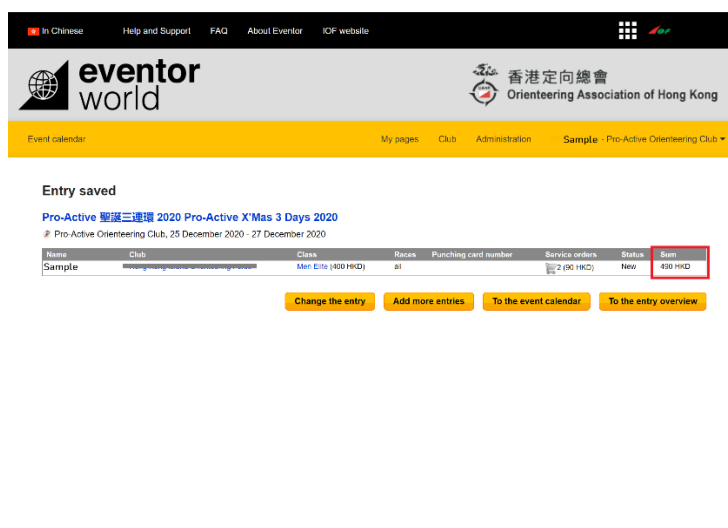 In Chinese Help and Support FAQ About Eventor IOF website IOF
eventor
world
香港定向總會
Orienteering Association of Hong Kong
Event calendar My pages Club Administration Sample - Pro-Active Orienteering Club
Entry saved
Pro-Active 聖誕三連環 2020 Pro-Active X'Mas 3 Days 2020
Pro-Active Orienteering Club, 25 December 2020 - 27 December 2020
Name Club Class Races Punching card number Service orders Status Sum
Sample Men Elite (400 HKD) all 2 (90 HKD) New 490 HKD
Change the entry Add more entries To the event calendar To the entry overview